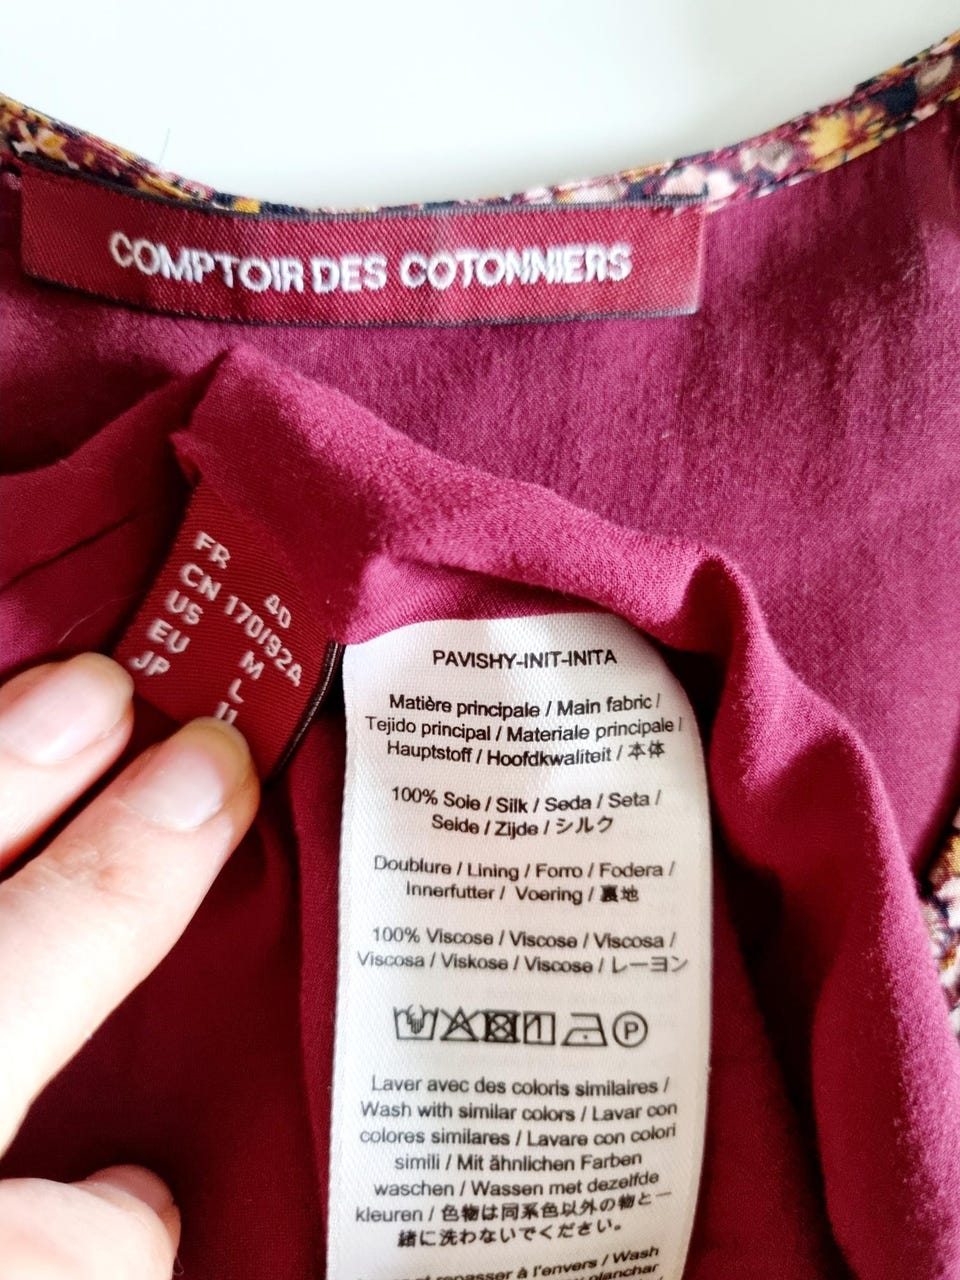 COMPTOIR DES COTONNIERS
FR 40
CN 170/92A
US M
EU L
JP
PAVISHY-INIT-INITA
Matière principale / Main fabric /
Tejido principal / Materiale principale /
Hauptstoff / Hoofdkwaliteit / 本体
100% Soie / Silk / Seda / Seta /
Seide / Zijde / シルク
Doublure / Lining / Forro / Fodera /
Innerfutter / Voering / 裏地
100% Viscose / Viscose / Viscosa /
Viscosa / Viskose / Viscose / レーヨン
P
Laver avec des coloris similaires /
Wash with similar colors / Lavar con
colores similares / Lavare con colori
simili / Mit ähnlichen Farben
waschen / Wassen met dezelfde
kleuren / 色物は同系色以外の物と一
緒に洗わないでください。
repasser à l'envers / Wash
planchar